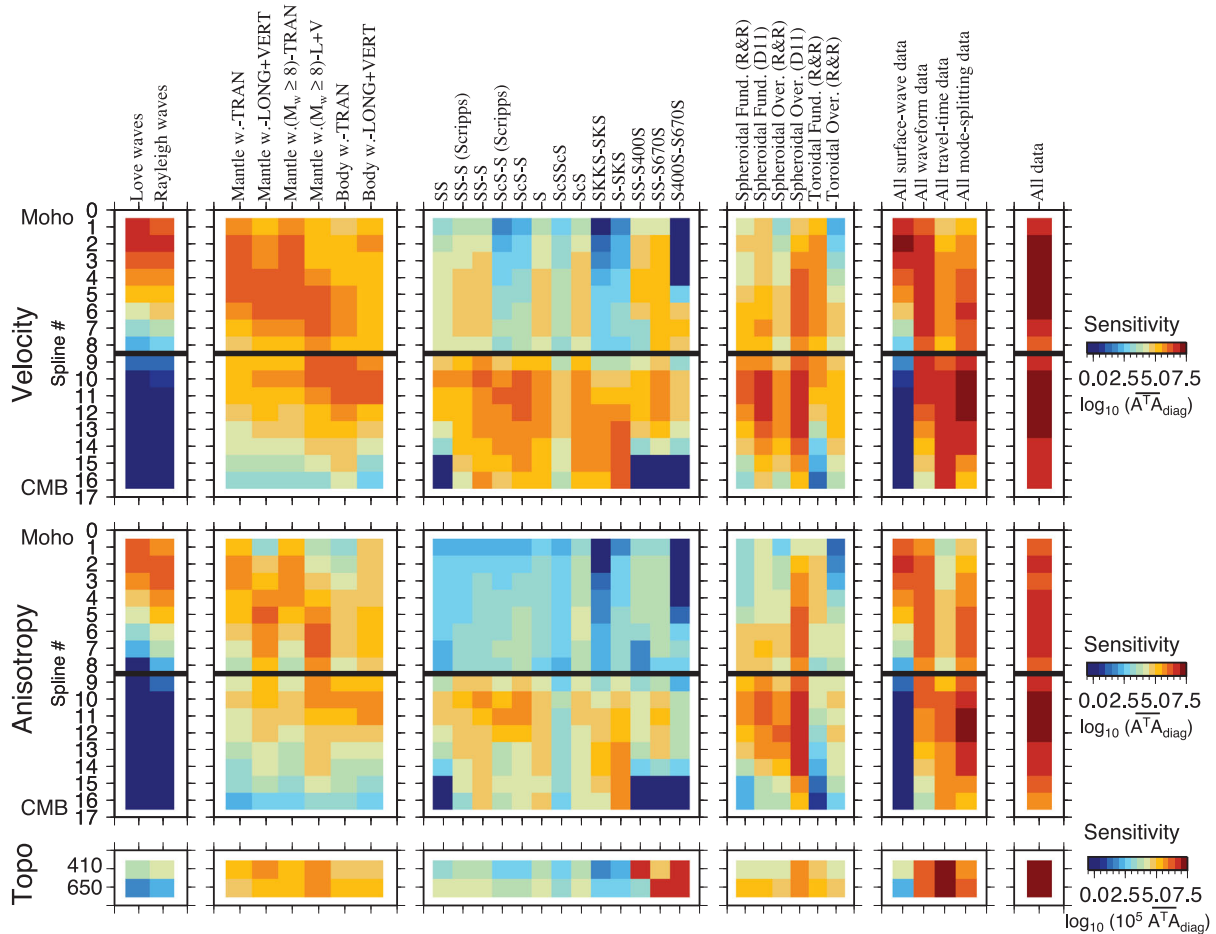 Love waves
Rayleigh waves
Mantle w.-TRAN
Mantle w.-LONG+VERT
Mantle w.(Mw ≥ 8)-TRAN
Mantle w.(Mw ≥ 8)-L+V
Body w.-TRAN
Body w.-LONG+VERT
SS
SS-S (Scripps)
SS-S
ScS-S (Scripps)
ScS-S
S
ScSScS
ScS
SKKS-SKS
S-SKS
SS-S400S
SS-S670S
S400S-S670S
Spheroidal Fund. (R&R)
Spheroidal Fund. (D11)
Spheroidal Over. (R&R)
Spheroidal Over. (D11)
Toroidal Fund. (R&R)
Toroidal Over. (R&R)
All surface-wave data
All waveform data
All travel-time data
All mode-splitting data
All data
Velocity
Spline #
Moho
0
1
2
3
4
5
6
7
8
9
10
11
12
13
14
15
16
CMB
17
Sensitivity
0.02.55.07.5
log10 (ATAdiag)
Anisotropy
Spline #
Moho
0
1
2
3
4
5
6
7
8
9
10
11
12
13
14
15
16
CMB
17
Sensitivity
0.02.55.07.5
log10 (ATAdiag)
Topo
410
650
Sensitivity
0.02.55.07.5
log10 (10^5 ATAdiag)